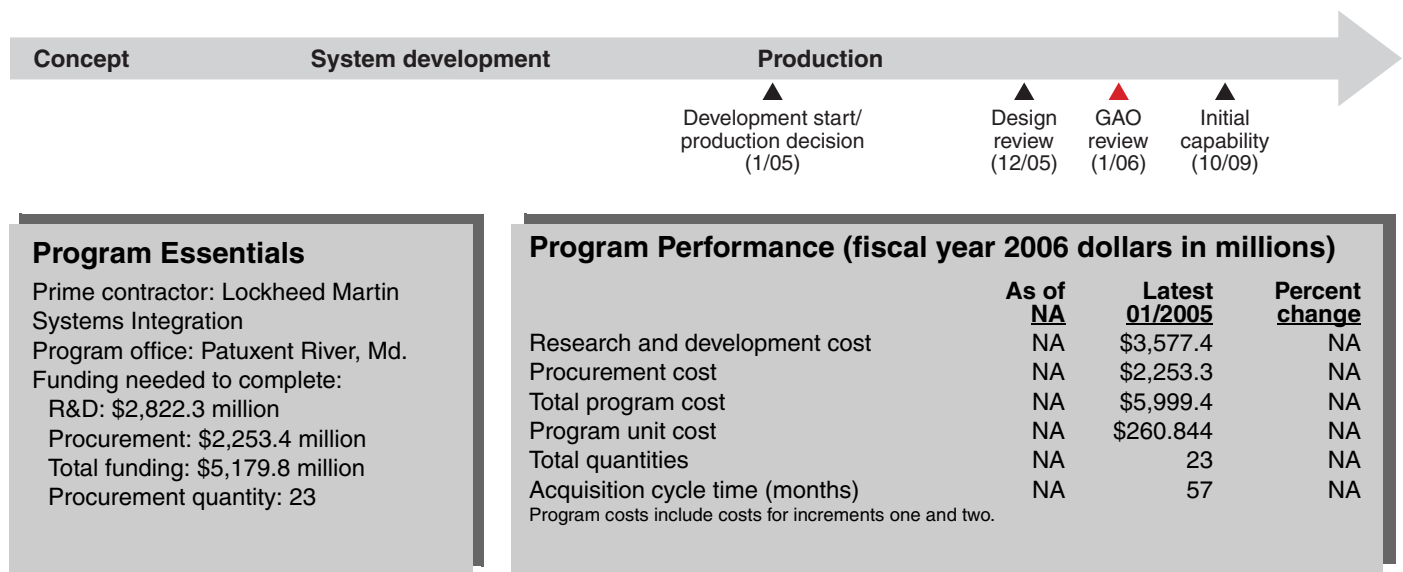 Concept System development Production
Development start/
production decision
(1/05)
Design
review
(12/05)
GAO
review
(1/06)
Initial
capability
(10/09)
Program Essentials
Prime contractor: Lockheed Martin
Systems Integration
Program office: Patuxent River, Md.
Funding needed to complete:
R&D: $2,822.3 million
Procurement: $2,253.4 million
Total funding: $5,179.8 million
Procurement quantity: 23
Program Performance (fiscal year 2006 dollars in millions)
As of Latest Percent
NA 01/2005 change
Research and development cost NA $3,577.4 NA
Procurement cost NA $2,253.3 NA
Total program cost NA $5,999.4 NA
Program unit cost NA $260.844 NA
Total quantities NA 23 NA
Acquisition cycle time (months) NA 57 NA
Program costs include costs for increments one and two.